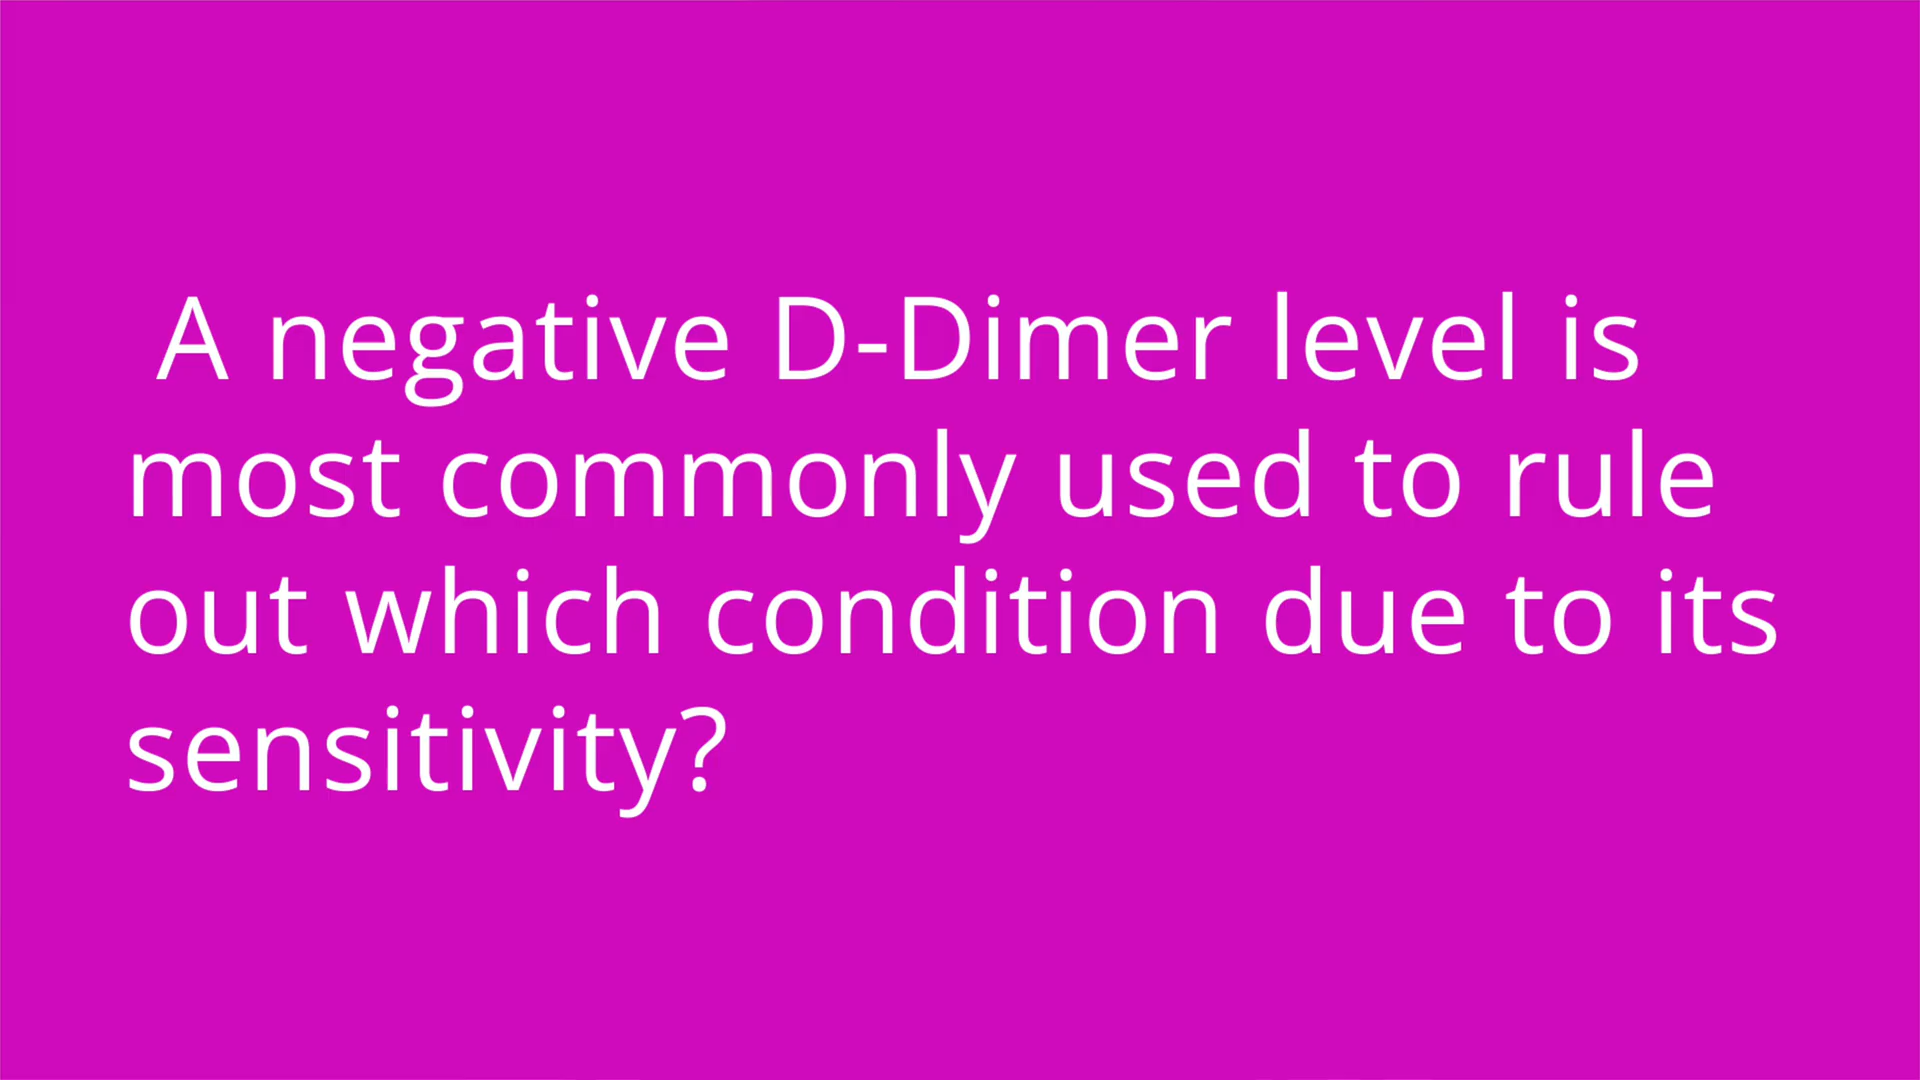 A negative D-Dimer level is
most commonly used to rule
out which condition due to its
sensitivity?